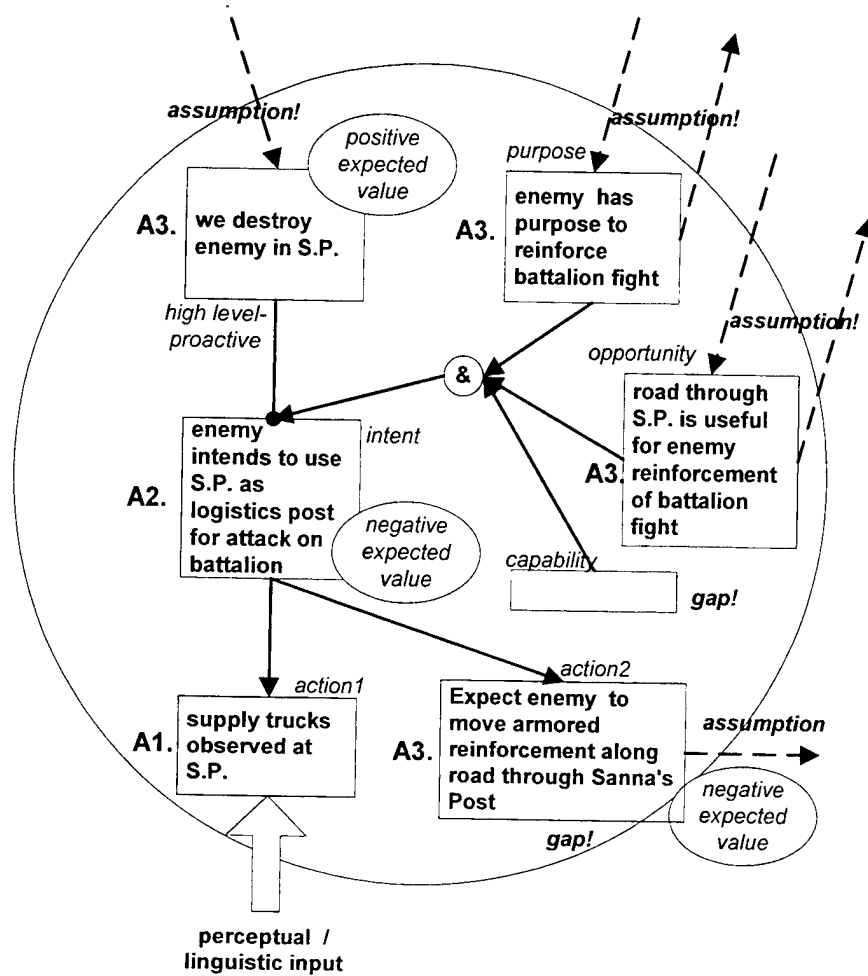 assumption!
positive
expected
value
A3.
we destroy
enemy in S.P.
high level-
proactive
assumption!
purpose
A3.
enemy has
purpose to
reinforce
battalion fight
assumption!
opportunity
A3.
road through
S.P. is useful
for enemy
reinforcement
of battalion
fight
&
intent
A2.
enemy
intends to use
S.P. as
logistics post
for attack on
battalion
negative
expected
value
capability
gap!
action1
A1.
supply trucks
observed at
S.P.
action2
A3.
Expect enemy to
move armored
reinforcement along
road through Sanna's
Post
assumption
negative
expected
value
gap!
perceptual /
linguistic input